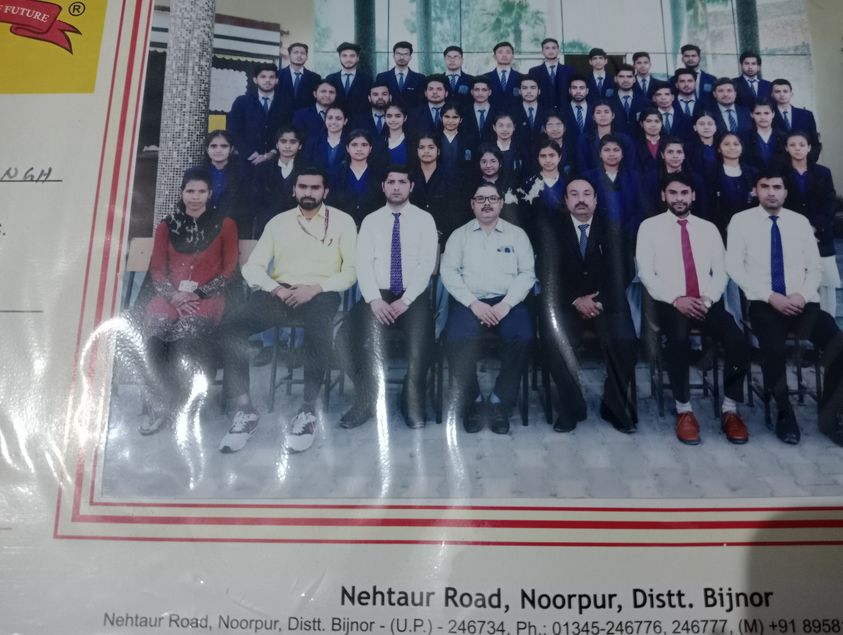 FUTURE ®
NGH
Nehtaur Road, Noorpur, Distt. Bijnor
Nehtaur Road, Noorpur, Distt. Bijnor - (U.P.) - 246734, Ph.: 01345-246776, 246777, (M) +91 8958